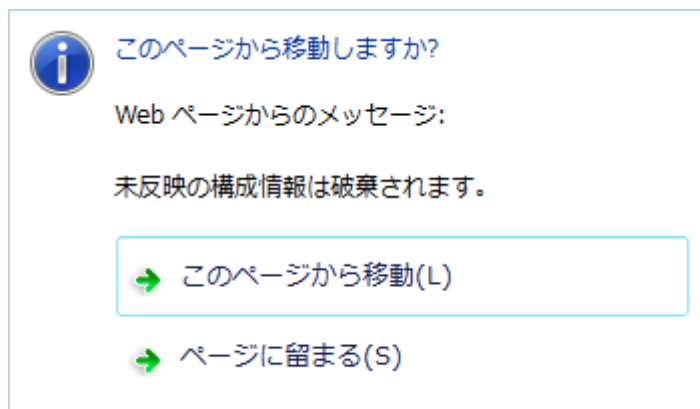 このページから移動しますか?
Web ページからのメッセージ:
未反映の構成情報は破棄されます。
このページから移動(L)
ページに留まる(S)